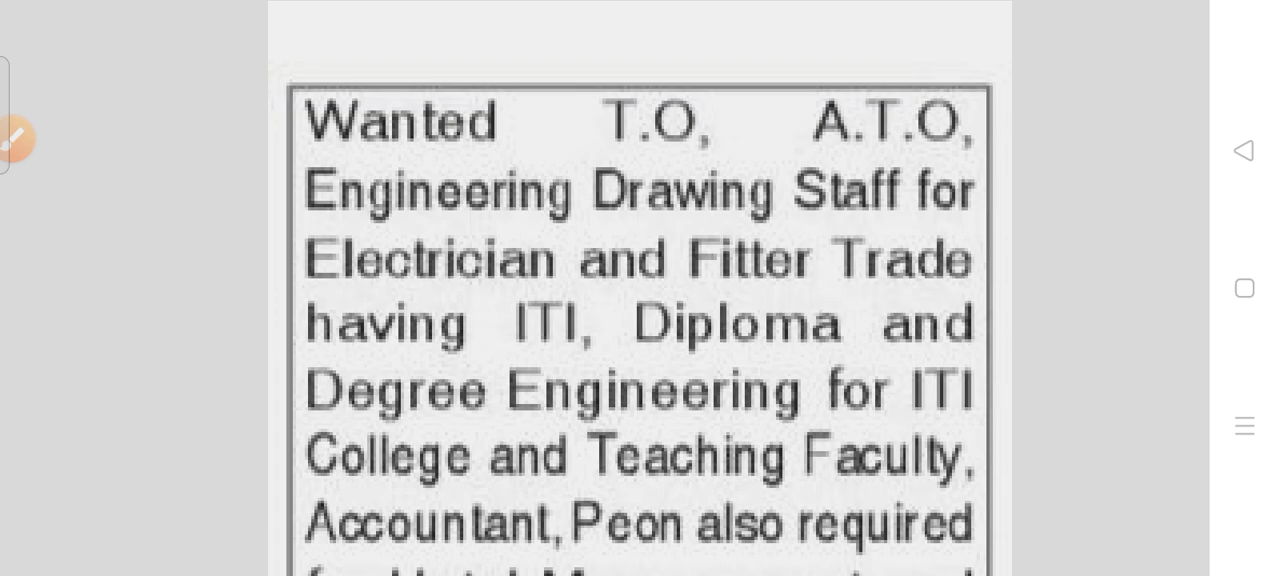 Wanted T.O, A.T.O,
Engineering Drawing Staff for
Electrician and Fitter Trade
having ITI, Diploma and
Degree Engineering for ITI
College and Teaching Faculty,
Accountant, Peon also required